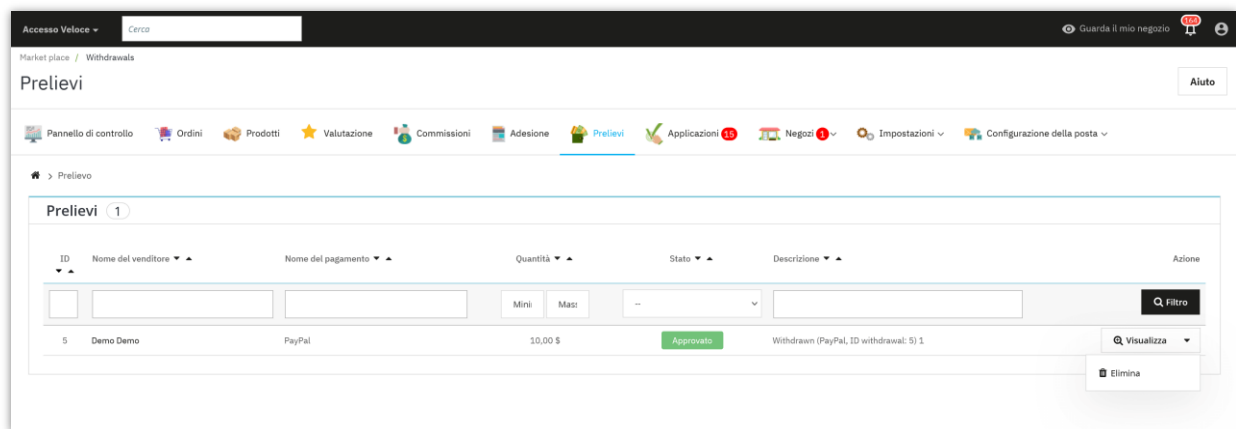 Accesso Veloce Cerca Guarda il mio negozio 164
Market place / Withdrawals
Prelievi Aiuto
Pannello di controllo Ordini Prodotti Valutazione Commissioni Adesione Prelievi Applicazioni 15 Negozi 1 Impostazioni Configurazione della posta
> Prelievo
Prelievi 1
ID Nome del venditore Nome del pagamento Quantità Stato Descrizione Azione
Mini Mas -- Filtro
5 Demo Demo PayPal 10,00 $ Approvato Withdrawn (PayPal, ID withdrawal: 5) 1 Visualizza
Elimina